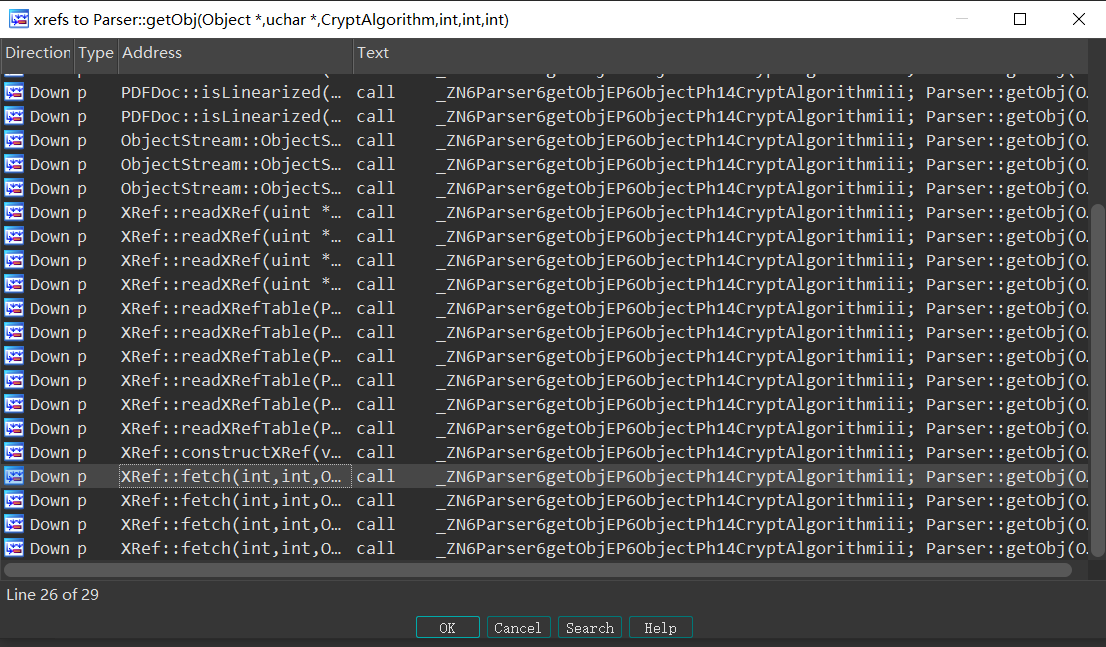 xrefs to Parser::getObj(Object *,uchar *,CryptAlgorithm,int,int,int)
Direction Type Address Text
Down p PDFDoc::isLinearized(… call _ZN6Parser6getObjEP6ObjectPh14CryptAlgorithmiii; Parser::getObj(O…
Down p PDFDoc::isLinearized(… call _ZN6Parser6getObjEP6ObjectPh14CryptAlgorithmiii; Parser::getObj(O…
Down p ObjectStream::ObjectS… call _ZN6Parser6getObjEP6ObjectPh14CryptAlgorithmiii; Parser::getObj(O…
Down p ObjectStream::ObjectS… call _ZN6Parser6getObjEP6ObjectPh14CryptAlgorithmiii; Parser::getObj(O…
Down p ObjectStream::ObjectS… call _ZN6Parser6getObjEP6ObjectPh14CryptAlgorithmiii; Parser::getObj(O…
Down p XRef::readXRef(uint *… call _ZN6Parser6getObjEP6ObjectPh14CryptAlgorithmiii; Parser::getObj(O…
Down p XRef::readXRef(uint *… call _ZN6Parser6getObjEP6ObjectPh14CryptAlgorithmiii; Parser::getObj(O…
Down p XRef::readXRef(uint *… call _ZN6Parser6getObjEP6ObjectPh14CryptAlgorithmiii; Parser::getObj(O…
Down p XRef::readXRef(uint *… call _ZN6Parser6getObjEP6ObjectPh14CryptAlgorithmiii; Parser::getObj(O…
Down p XRef::readXRefTable(P… call _ZN6Parser6getObjEP6ObjectPh14CryptAlgorithmiii; Parser::getObj(O…
Down p XRef::readXRefTable(P… call _ZN6Parser6getObjEP6ObjectPh14CryptAlgorithmiii; Parser::getObj(O…
Down p XRef::readXRefTable(P… call _ZN6Parser6getObjEP6ObjectPh14CryptAlgorithmiii; Parser::getObj(O…
Down p XRef::readXRefTable(P… call _ZN6Parser6getObjEP6ObjectPh14CryptAlgorithmiii; Parser::getObj(O…
Down p XRef::readXRefTable(P… call _ZN6Parser6getObjEP6ObjectPh14CryptAlgorithmiii; Parser::getObj(O…
Down p XRef::readXRefTable(P… call _ZN6Parser6getObjEP6ObjectPh14CryptAlgorithmiii; Parser::getObj(O…
Down p XRef::constructXRef(v… call _ZN6Parser6getObjEP6ObjectPh14CryptAlgorithmiii; Parser::getObj(O…
Down p XRef::fetch(int,int,O… call _ZN6Parser6getObjEP6ObjectPh14CryptAlgorithmiii; Parser::getObj(O…
Down p XRef::fetch(int,int,O… call _ZN6Parser6getObjEP6ObjectPh14CryptAlgorithmiii; Parser::getObj(O…
Down p XRef::fetch(int,int,O… call _ZN6Parser6getObjEP6ObjectPh14CryptAlgorithmiii; Parser::getObj(O…
Down p XRef::fetch(int,int,O… call _ZN6Parser6getObjEP6ObjectPh14CryptAlgorithmiii; Parser::getObj(O…
Line 26 of 29
OK Cancel Search Help